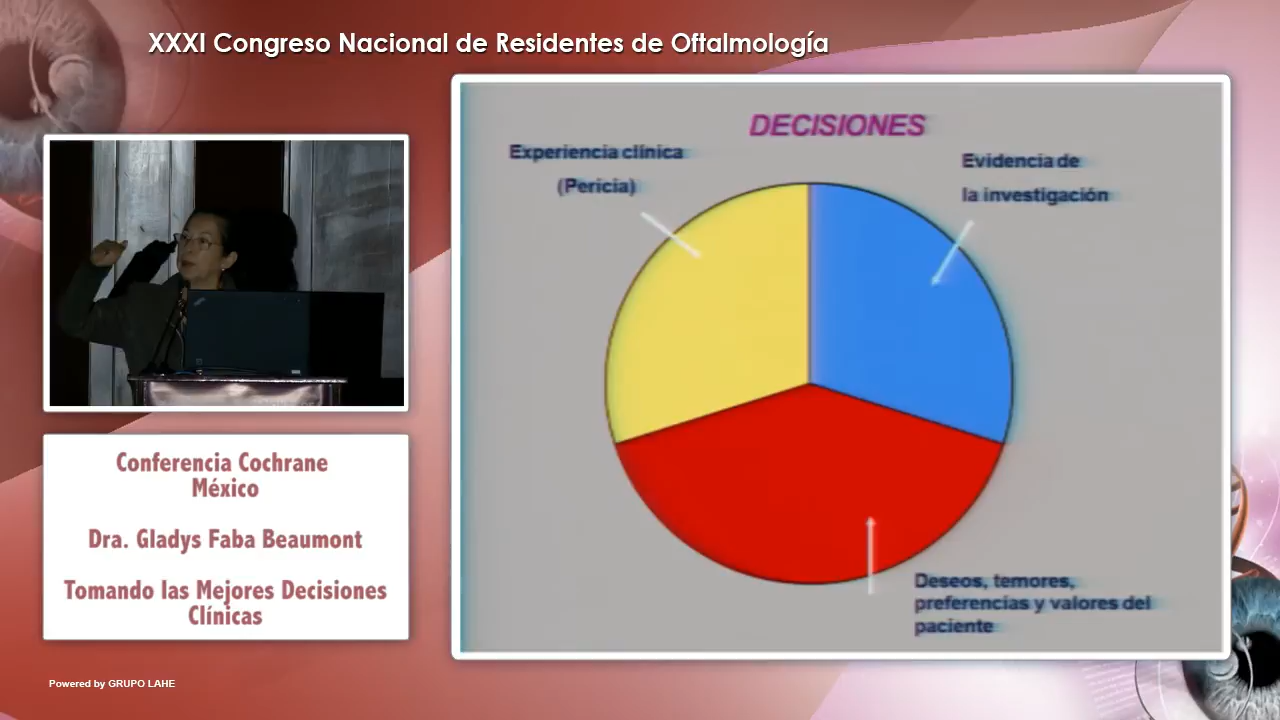 XXXI Congreso Nacional de Residentes de Oftalmología
DECISIONES
Experiencia clínica
(Pericia)
Evidencia de
la investigación
Deseos, temores,
preferencias y valores del
paciente
Conferencia Cochrane
México
Dra. Gladys Faba Beaumont
Tomando las Mejores Decisiones
Clínicas
Powered by GRUPO LAHE